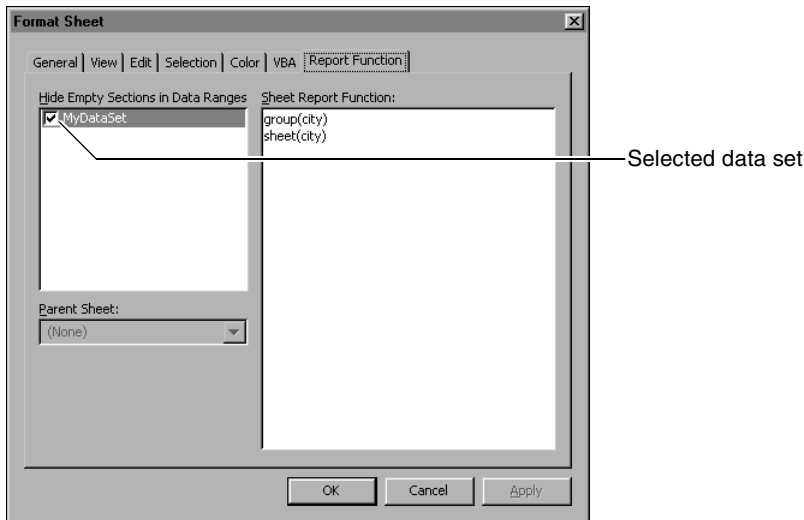 Format Sheet
General View Edit Selection Color VBA Report Function
Hide Empty Sections in Data Ranges
MyDataSet
Sheet Report Function:
group(city)
sheet(city)
Selected data set
Parent Sheet:
(None)
OK Cancel Apply